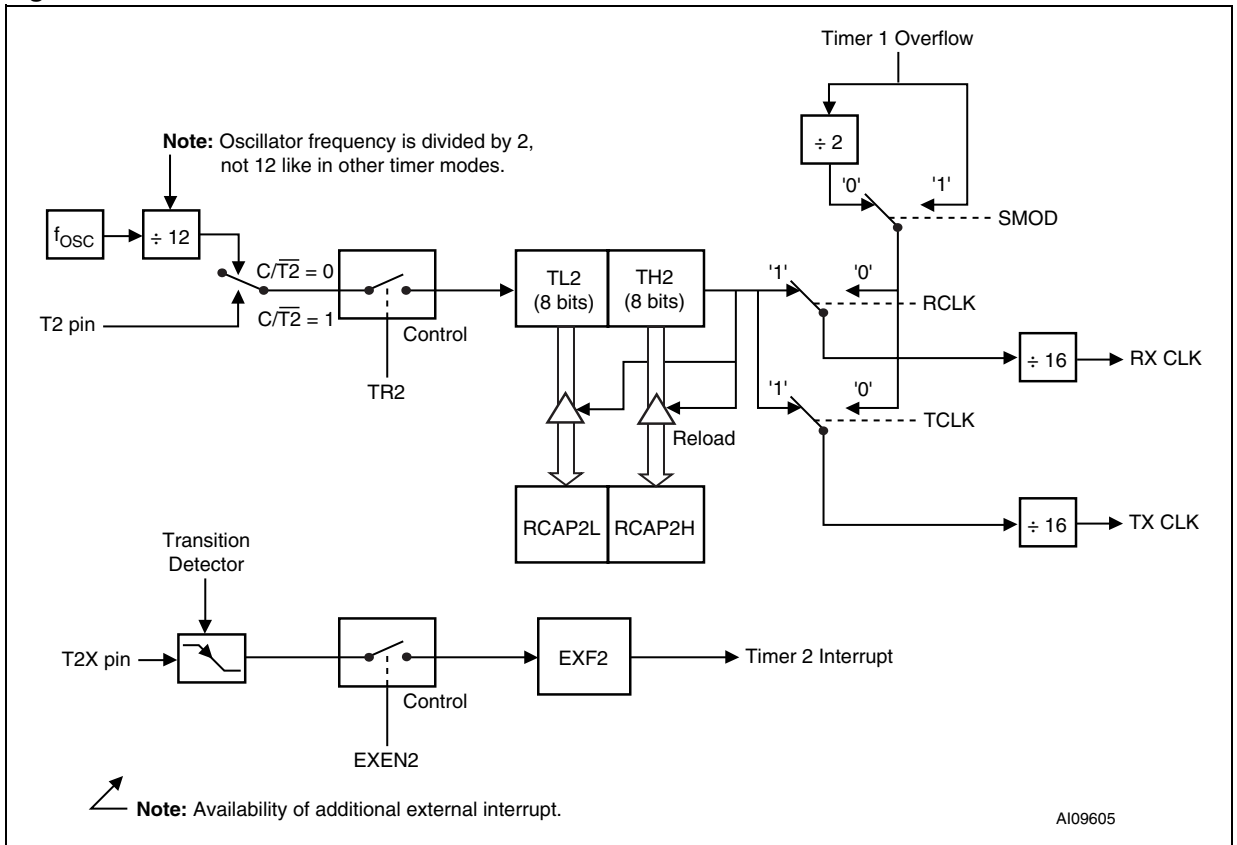 Timer 1 Overflow
÷ 2
Note: Oscillator frequency is divided by 2,
not 12 like in other timer modes.
'0'
'1'
SMOD
fOSC
÷ 12
C/T2̅ = 0
TL2
(8 bits)
TH2
(8 bits)
'1'
'0'
RCLK
T2 pin
C/T2̅ = 1
Control
÷ 16
RX CLK
TR2
'1'
'0'
TCLK
Reload
RCAP2L
RCAP2H
÷ 16
TX CLK
Transition
Detector
T2X pin
EXF2
Timer 2 Interrupt
Control
EXEN2
Note: Availability of additional external interrupt.
AI09605